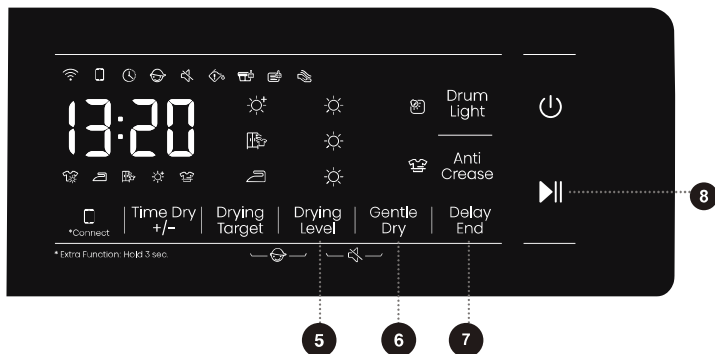 13:20
Drum
Light
Anti
Crease
*Connect
Time Dry
+/-
Drying
Target
Drying
Level
Gentle
Dry
Delay
End
* Extra Function: Hold 3 sec.
5
6
7
8